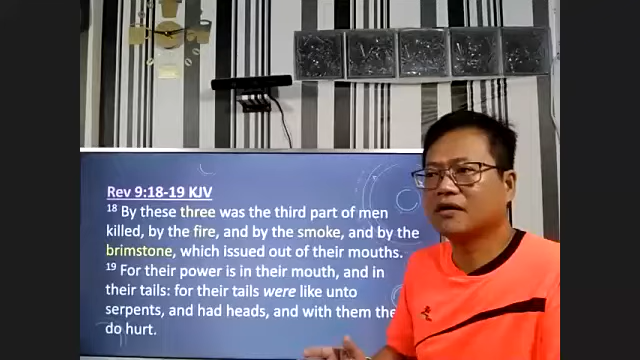 Rev 9:18-19 KJV
18 By these three was the third part of men
killed, by the fire, and by the smoke, and by the
brimstone, which issued out of their mouths.
19 For their power is in their mouth, and in
their tails: for their tails were like unto
serpents, and had heads, and with them the
do hurt.